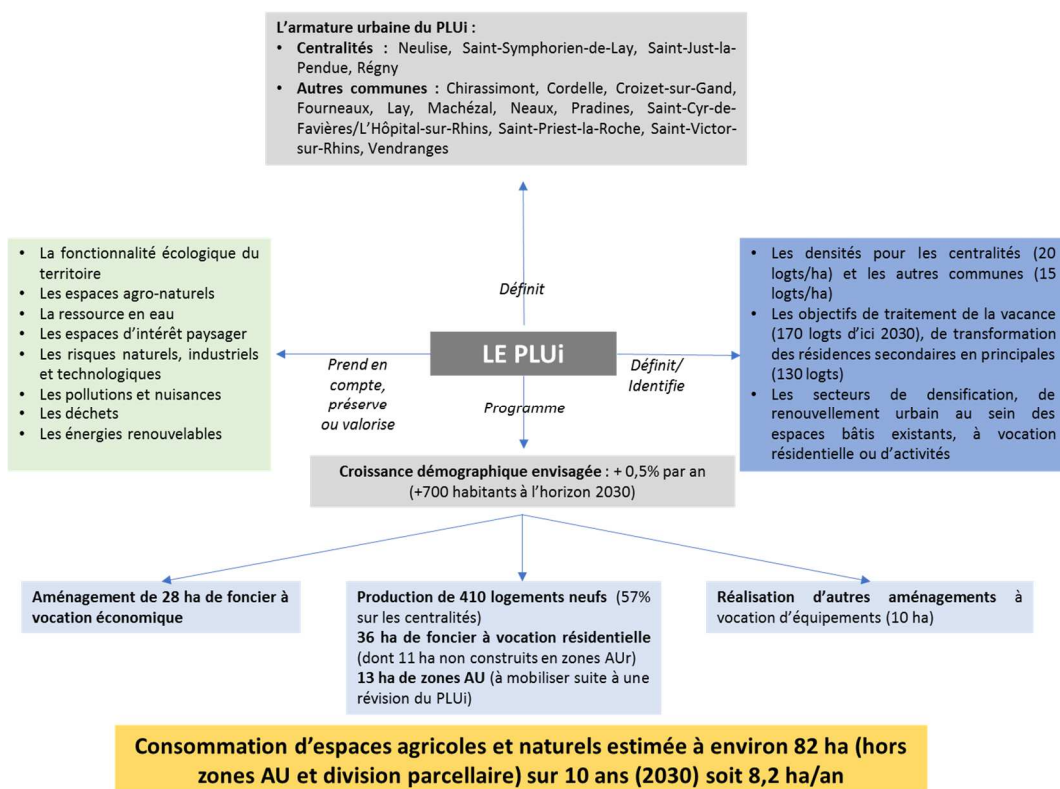 L'armature urbaine du PLUi :
• Centralités : Neulise, Saint-Symphorien-de-Lay, Saint-Just-la-
Pendue, Régny
• Autres communes : Chirassimont, Cordelle, Croizet-sur-Gand,
Fourneaux, Lay, Machézal, Neaux, Pradines, Saint-Cyr-de-
Favières/L'Hôpital-sur-Rhins, Saint-Priest-la-Roche, Saint-Victor-
sur-Rhins, Vendranges
• La fonctionnalité écologique du
territoire
• Les espaces agro-naturels
• La ressource en eau
• Les espaces d'intérêt paysager
• Les risques naturels, industriels
et technologiques
• Les pollutions et nuisances
• Les déchets
• Les énergies renouvelables
Définit
LE PLUi
Prend en
compte,
préserve
ou valorise
Programme
Définit/
Identifie
• Les densités pour les centralités (20
logts/ha) et les autres communes (15
logts/ha)
• Les objectifs de traitement de la vacance
(170 logts d'ici 2030), de transformation
des résidences secondaires en principales
(130 logts)
• Les secteurs de densification, de
renouvellement urbain au sein des
espaces bâtis existants, à vocation
résidentielle ou d'activités
Croissance démographique envisagée : + 0,5% par an
(+700 habitants à l'horizon 2030)
Aménagement de 28 ha de foncier à
vocation économique
Production de 410 logements neufs (57%
sur les centralités)
36 ha de foncier à vocation résidentielle
(dont 11 ha non construits en zones AUr)
13 ha de zones AU (à mobiliser suite à une
révision du PLUi)
Réalisation d'autres aménagements à
vocation d'équipements (10 ha)
Consommation d'espaces agricoles et naturels estimée à environ 82 ha (hors
zones AU et division parcellaire) sur 10 ans (2030) soit 8,2 ha/an